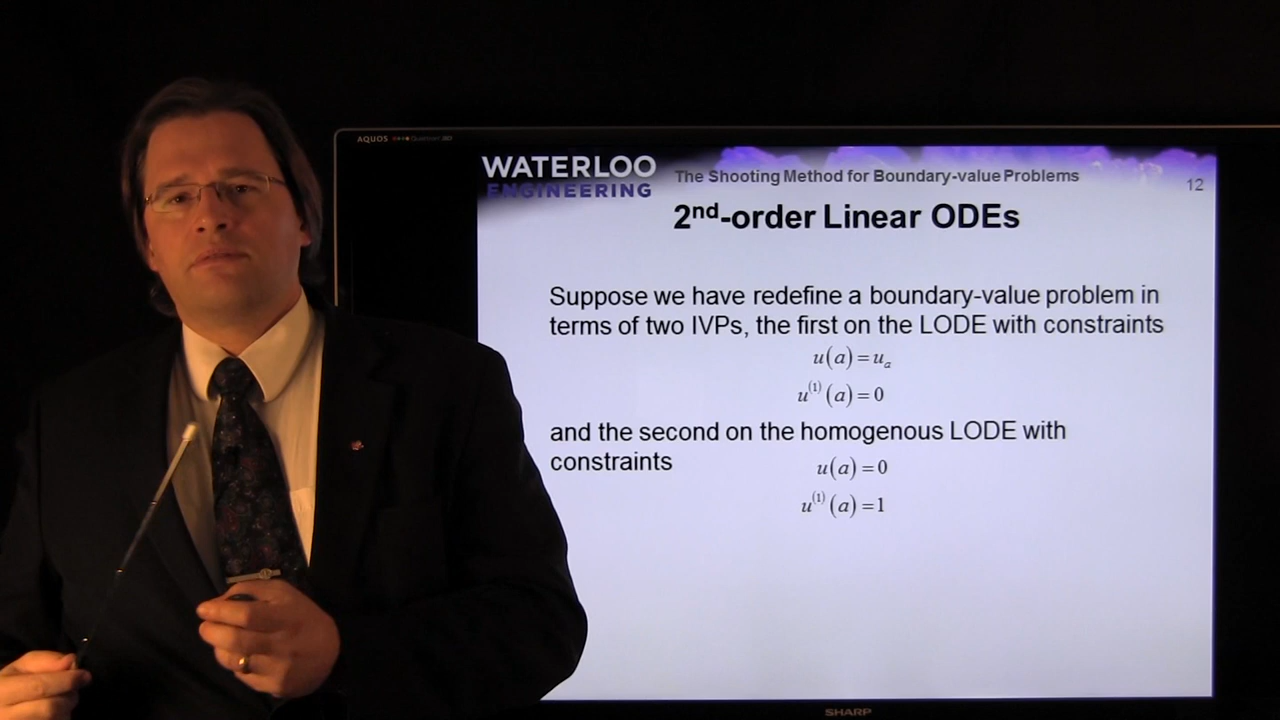 AQUOS
WATERLOO
ENGINEERING
The Shooting Method for Boundary-value Problems
12
2nd-order Linear ODEs
Suppose we have redefine a boundary-value problem in
terms of two IVPs, the first on the LODE with constraints
u(a) = uₐ
u⁽¹⁾(a) = 0
and the second on the homogenous LODE with
constraints
u(a) = 0
u⁽¹⁾(a) = 1
SHARP